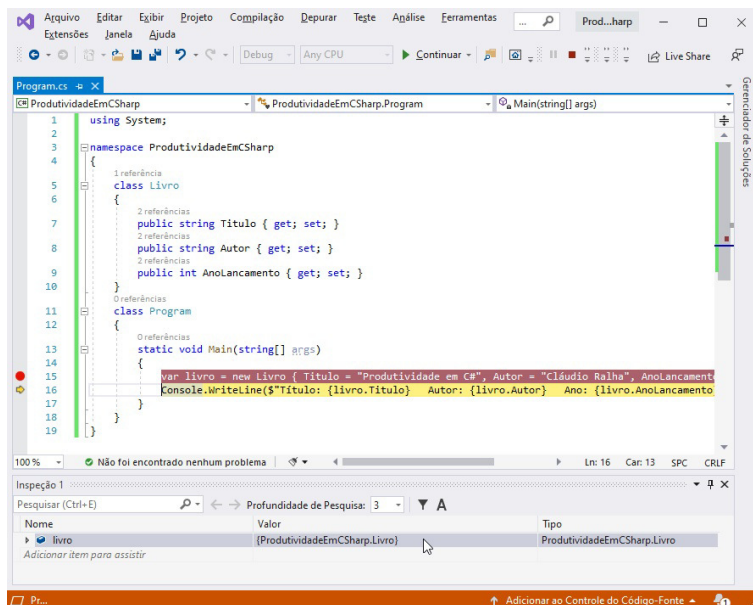 Arquivo Editar Exibir Projeto Compilação Depurar Teste Análise Ferramentas ... Prod...harp
Extensões Janela Ajuda
Debug Any CPU Continuar Live Share
Program.cs
Gerenciador de Soluções
C# ProdutividadeEmCSharp ProdutividadeEmCSharp.Program Main(string[] args)
1 using System;
2
3 namespace ProdutividadeEmCSharp
4 {
1 referência
5 class Livro
6 {
2 referências
7 public string Titulo { get; set; }
2 referências
8 public string Autor { get; set; }
2 referências
9 public int AnoLancamento { get; set; }
10 }
0 referências
11 class Program
12 {
0 referências
13 static void Main(string[] args)
14 {
15 var livro = new Livro { Titulo = "Produtividade em C#", Autor = "Cláudio Ralha", AnoLancament
16 Console.WriteLine($"Título: {livro.Titulo} Autor: {livro.Autor} Ano: {livro.AnoLancamento
17 }
18 }
19 }
100 % Não foi encontrado nenhum problema Ln: 16 Car: 13 SPC CRLF
Inspeção 1
Pesquisar (Ctrl+E) Profundidade de Pesquisa: 3 A
Nome Valor Tipo
livro {ProdutividadeEmCSharp.Livro} ProdutividadeEmCSharp.Livro
Adicionar item para assistir
Pr... Adicionar ao Controle do Código-Fonte 1